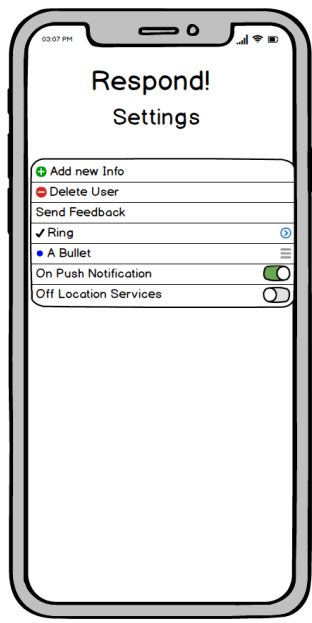 03:07 PM
Respond!
Settings
Add new Info
Delete User
Send Feedback
Ring
A Bullet
On Push Notification
Off Location Services